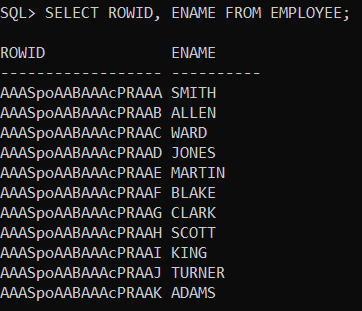 SQL> SELECT ROWID, ENAME FROM EMPLOYEE;
ROWID ENAME
------------------ ----------
AAASpoAABAAAcPRAAA SMITH
AAASpoAABAAAcPRAAB ALLEN
AAASpoAABAAAcPRAAC WARD
AAASpoAABAAAcPRAAD JONES
AAASpoAABAAAcPRAAE MARTIN
AAASpoAABAAAcPRAAF BLAKE
AAASpoAABAAAcPRAAG CLARK
AAASpoAABAAAcPRAAH SCOTT
AAASpoAABAAAcPRAAI KING
AAASpoAABAAAcPRAAJ TURNER
AAASpoAABAAAcPRAAK ADAMS